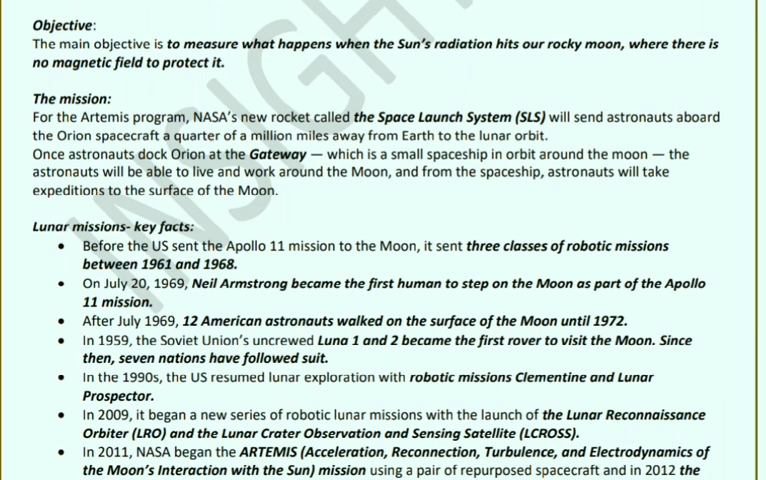 Objective:
The main objective is to measure what happens when the Sun's radiation hits our rocky moon, where there is
no magnetic field to protect it.
The mission:
For the Artemis program, NASA's new rocket called the Space Launch System (SLS) will send astronauts aboard
the Orion spacecraft a quarter of a million miles away from Earth to the lunar orbit.
Once astronauts dock Orion at the Gateway — which is a small spaceship in orbit around the moon — the
astronauts will be able to live and work around the Moon, and from the spaceship, astronauts will take
expeditions to the surface of the Moon.
Lunar missions- key facts:
• Before the US sent the Apollo 11 mission to the Moon, it sent three classes of robotic missions
between 1961 and 1968.
• On July 20, 1969, Neil Armstrong became the first human to step on the Moon as part of the Apollo
11 mission.
• After July 1969, 12 American astronauts walked on the surface of the Moon until 1972.
• In 1959, the Soviet Union's uncrewed Luna 1 and 2 became the first rover to visit the Moon. Since
then, seven nations have followed suit.
• In the 1990s, the US resumed lunar exploration with robotic missions Clementine and Lunar
Prospector.
• In 2009, it began a new series of robotic lunar missions with the launch of the Lunar Reconnaissance
Orbiter (LRO) and the Lunar Crater Observation and Sensing Satellite (LCROSS).
• In 2011, NASA began the ARTEMIS (Acceleration, Reconnection, Turbulence, and Electrodynamics of
the Moon's Interaction with the Sun) mission using a pair of repurposed spacecraft and in 2012 the